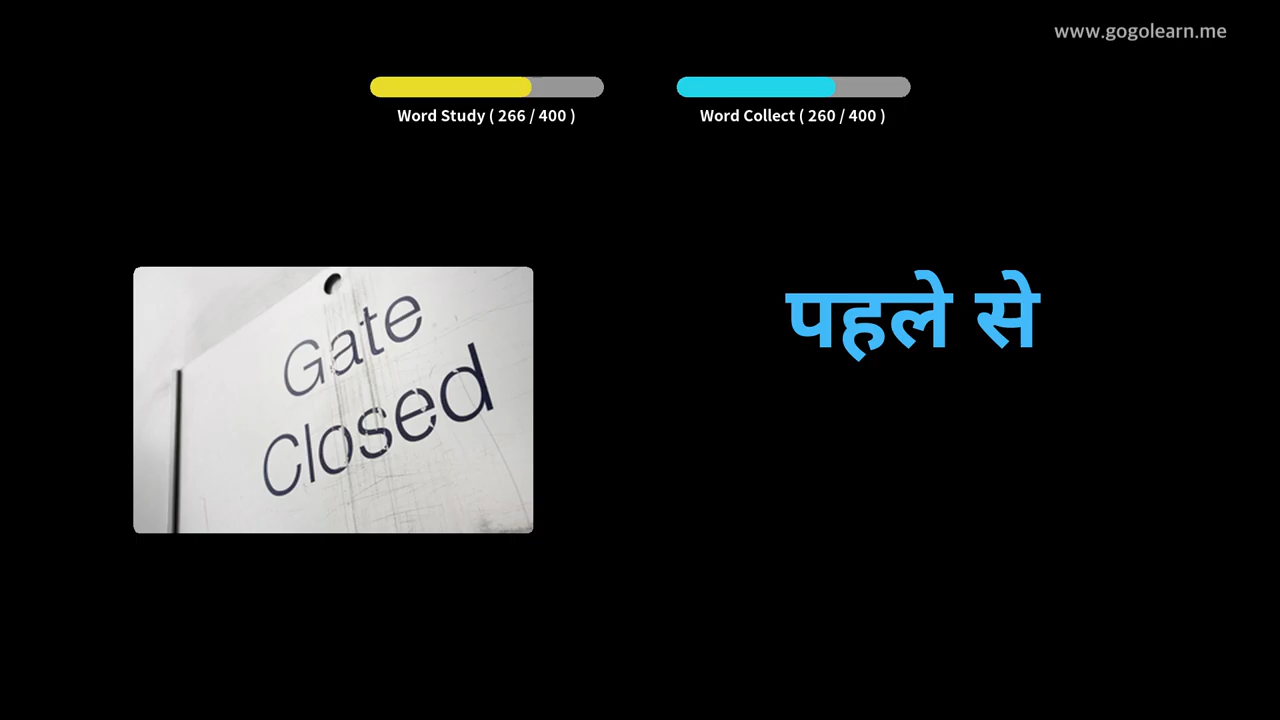 www.gogolearn.me
Word Study ( 266 / 400 )
Word Collect ( 260 / 400 )
Gate
Closed
पहले से